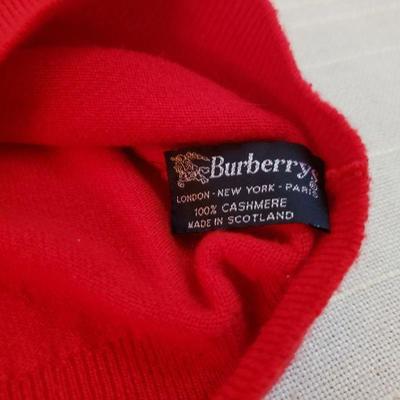 Burberrys
LONDON - NEW YORK - PARIS
100% CASHMERE
MADE IN SCOTLAND